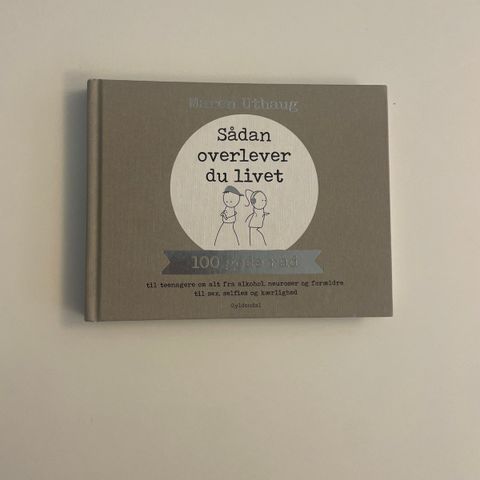 Maren Uthaug
Sådan
overlever
du livet
100 gode råd
til teenagere om alt fra alkohol, neuroser og forældre
til sex, selfies og kærlighed
Gyldendal